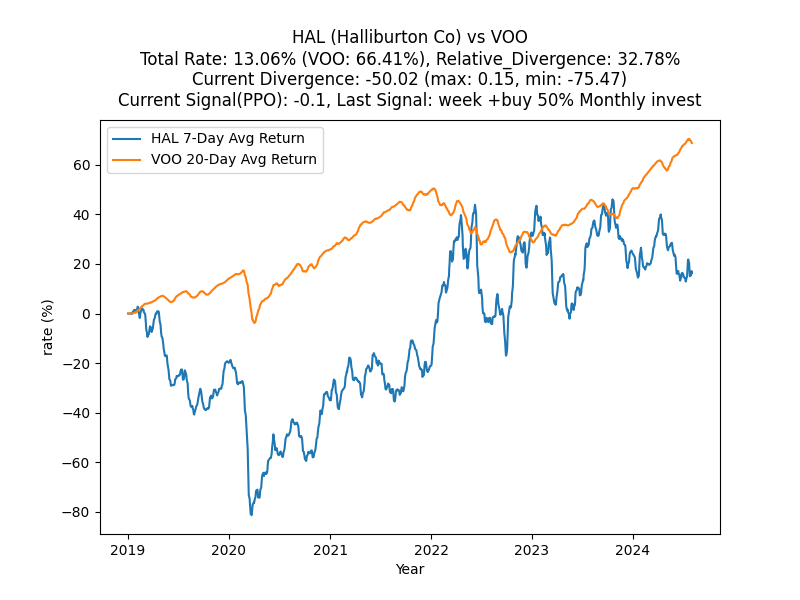 HAL (Halliburton Co) vs VOO
Total Rate: 13.06% (VOO: 66.41%), Relative_Divergence: 32.78%
Current Divergence: -50.02 (max: 0.15, min: -75.47)
Current Signal(PPO): -0.1, Last Signal: week +buy 50% Monthly invest
HAL 7-Day Avg Return
VOO 20-Day Avg Return
60
40
20
0
−20
−40
−60
−80
rate (%)
2019 2020 2021 2022 2023 2024
Year